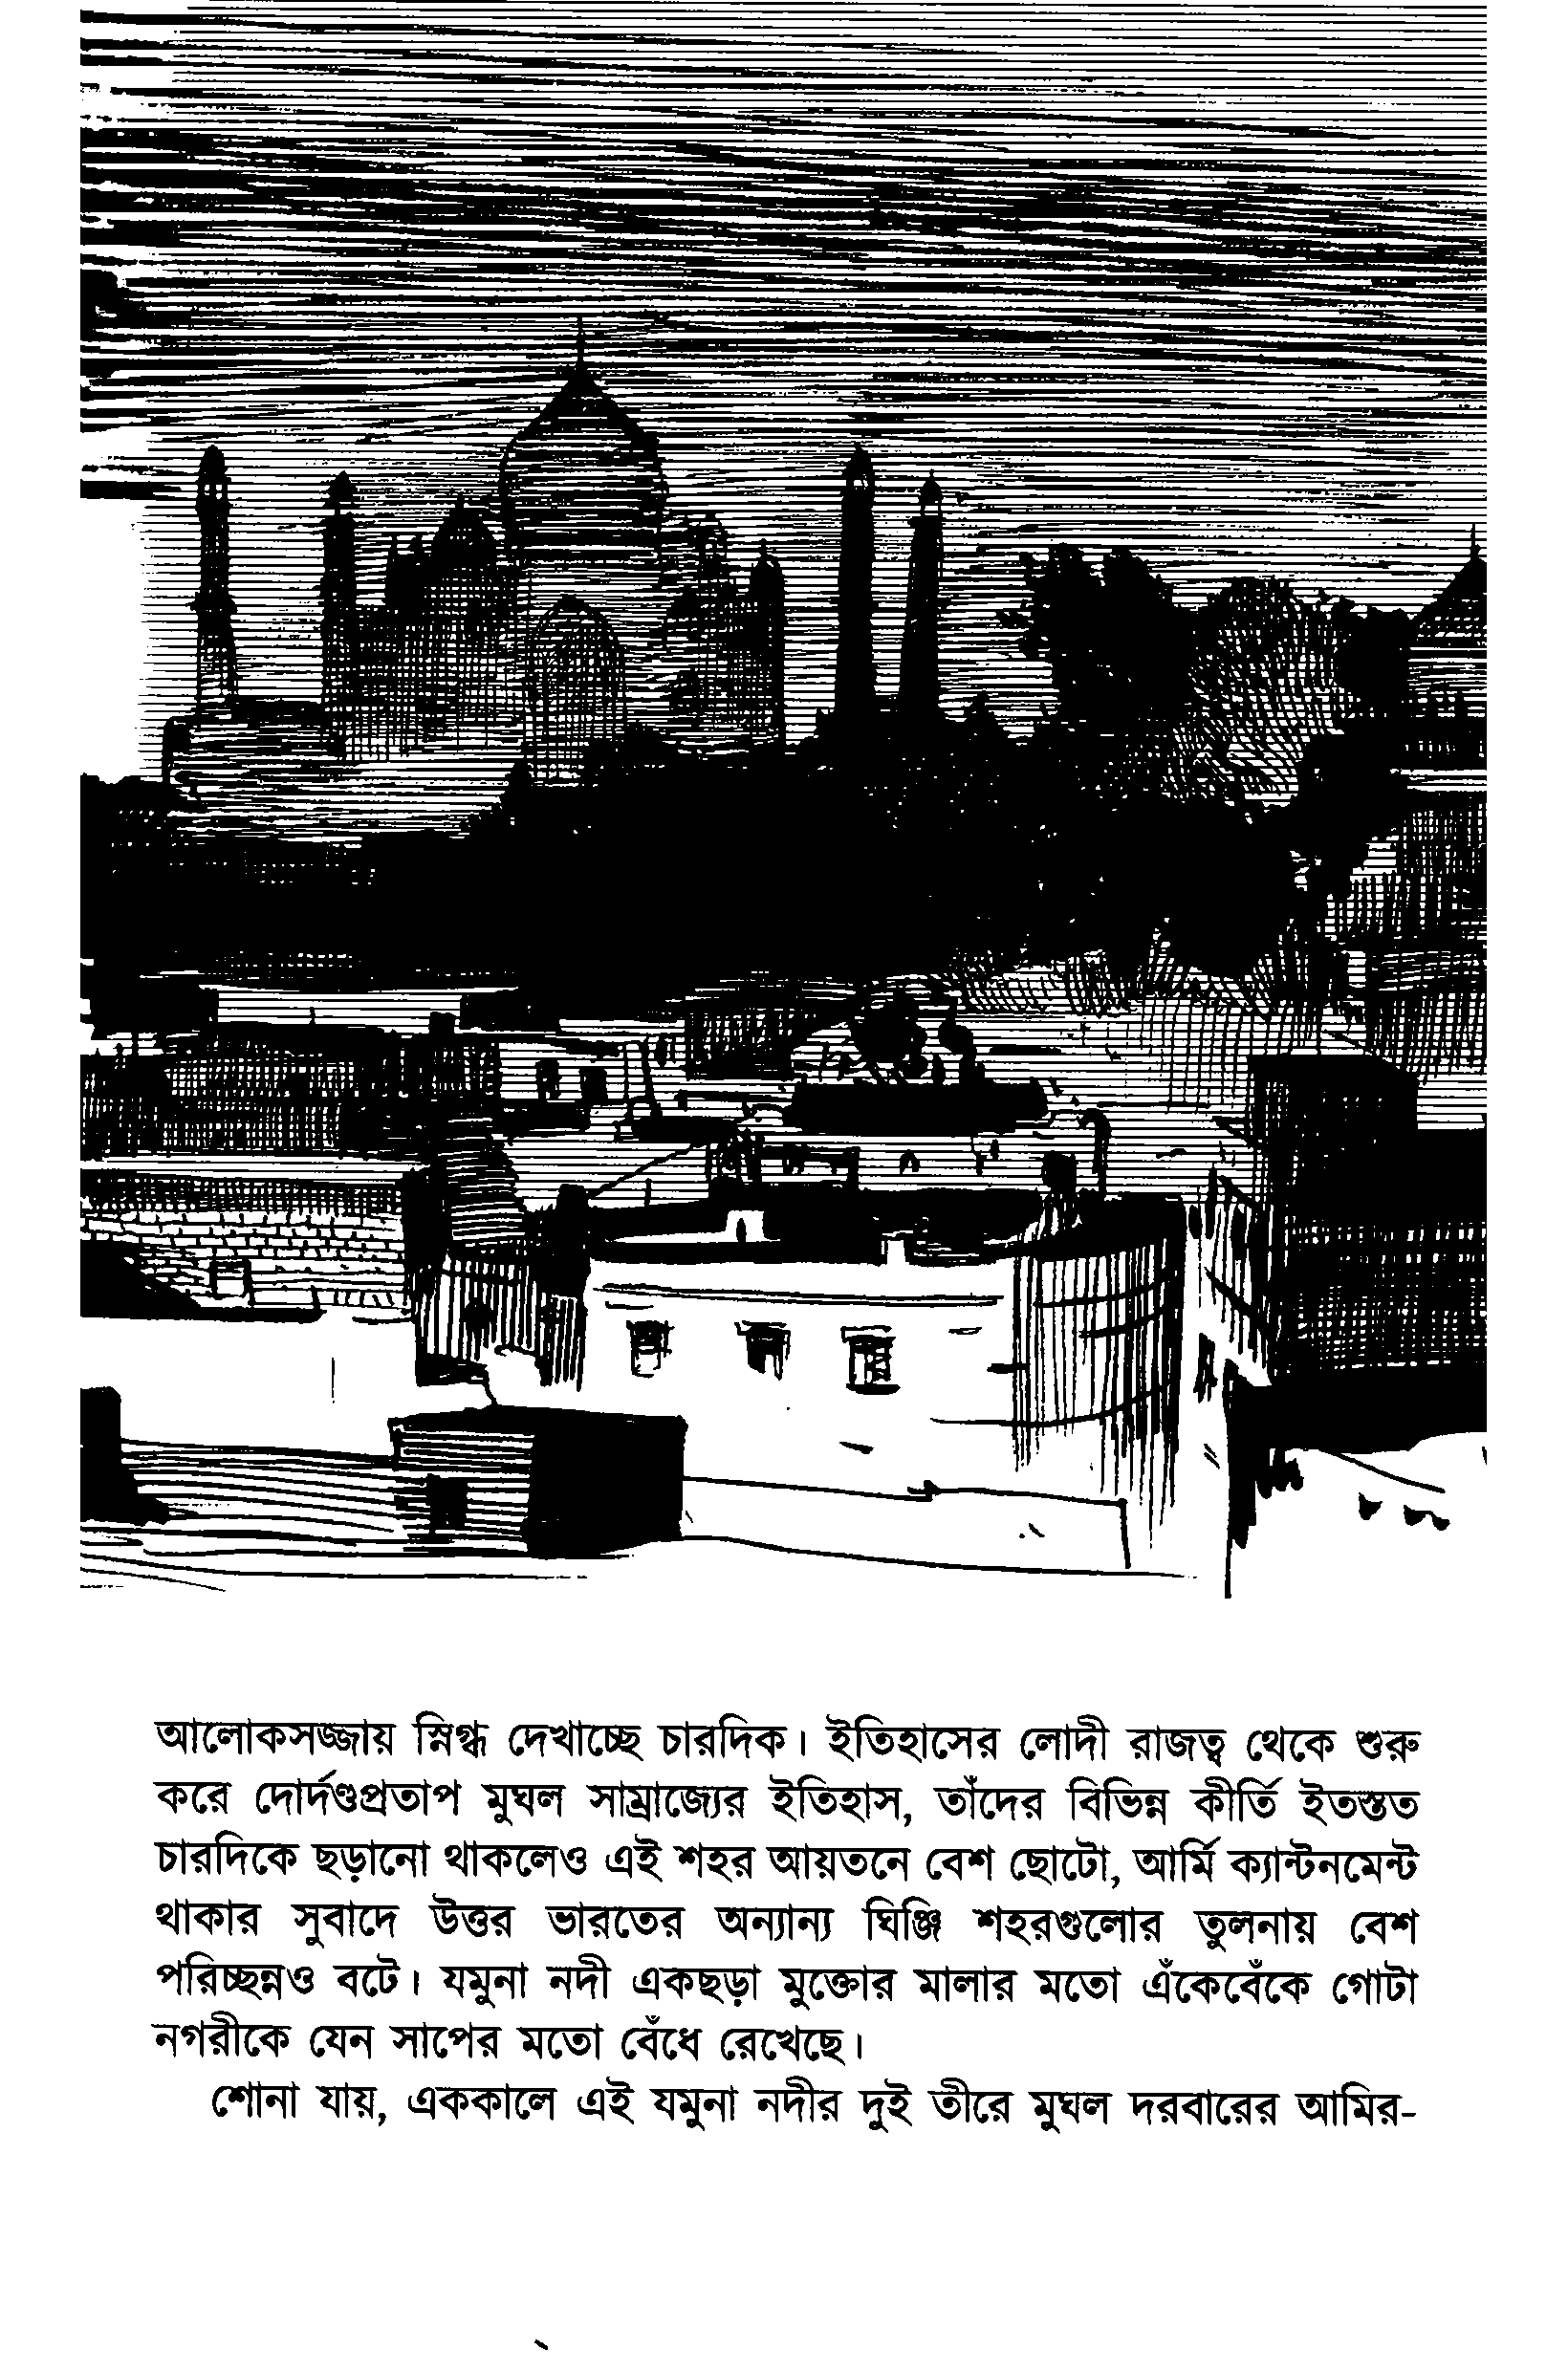 আলোকসজ্জায় স্নিগ্ধ দেখাচ্ছে চারদিক। ইতিহাসের লোদী রাজত্ব থেকে শুরু
করে দোর্দণ্ডপ্রতাপ মুঘল সাম্রাজ্যের ইতিহাস, তাঁদের বিভিন্ন কীর্তি ইতস্তত
চারদিকে ছড়ানো থাকলেও এই শহর আয়তনে বেশ ছোটো, আর্মি ক্যান্টনমেন্ট
থাকার সুবাদে উত্তর ভারতের অন্যান্য ঘিঞ্জি শহরগুলোর তুলনায় বেশ
পরিচ্ছন্নও বটে। যমুনা নদী একছড়া মুক্তোর মালার মতো এঁকেবেঁকে গোটা
নগরীকে যেন সাপের মতো বেঁধে রেখেছে।
শোনা যায়, এককালে এই যমুনা নদীর দুই তীরে মুঘল দরবারের আমির-